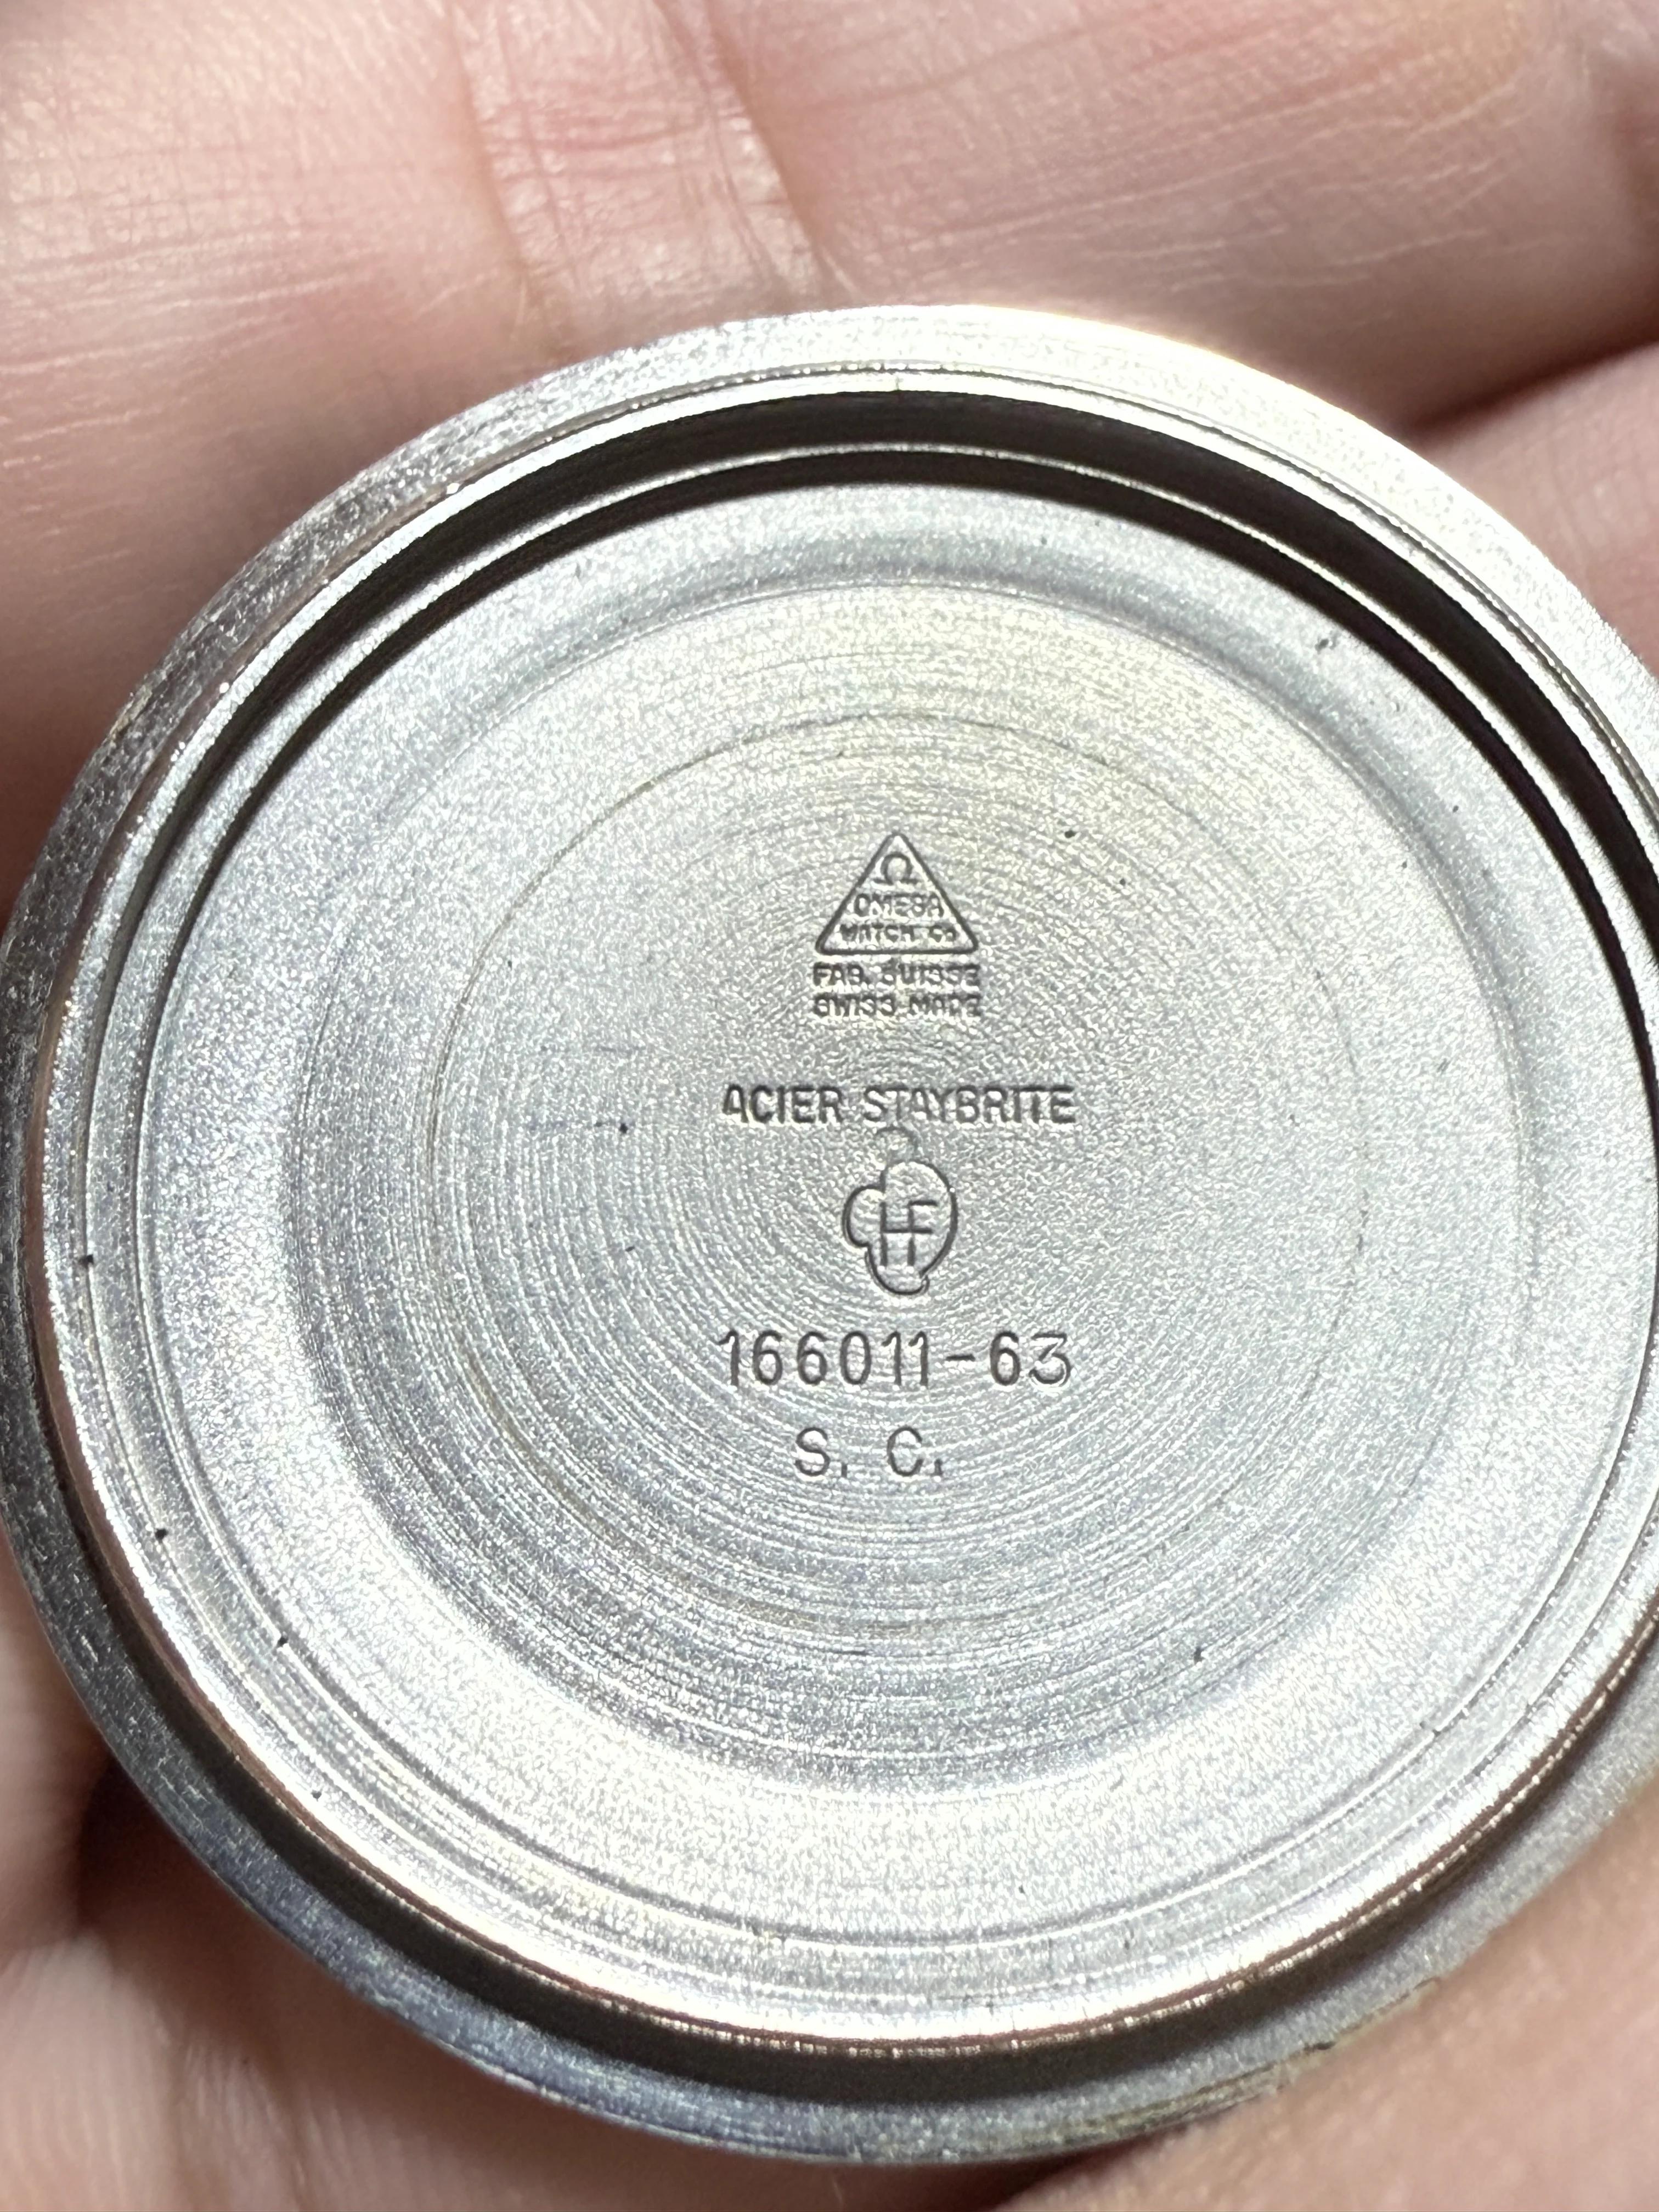 Ω
OMEGA
WATCH Co
FAB. SUISSE
SWISS MADE
ACIER STAYBRITE
HF
166011-63
S. C.